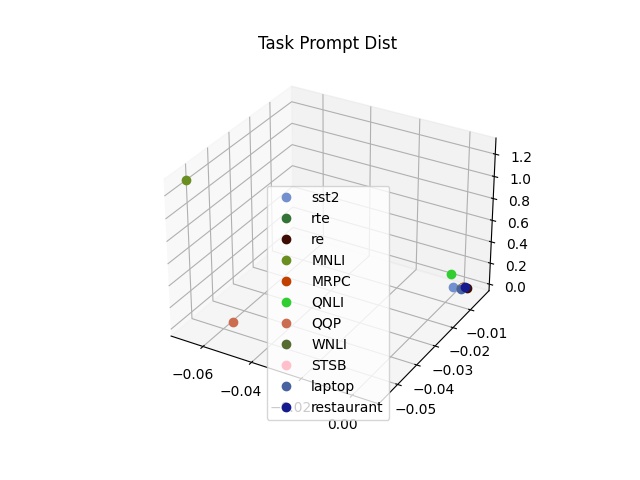 Task Prompt Dist
sst2
rte
re
MNLI
MRPC
QNLI
QQP
WNLI
STSB
laptop
restaurant
−0.06
−0.04
−0.02
0.00
−0.05
−0.04
−0.03
−0.02
−0.01
0.0
0.2
0.4
0.6
0.8
1.0
1.2